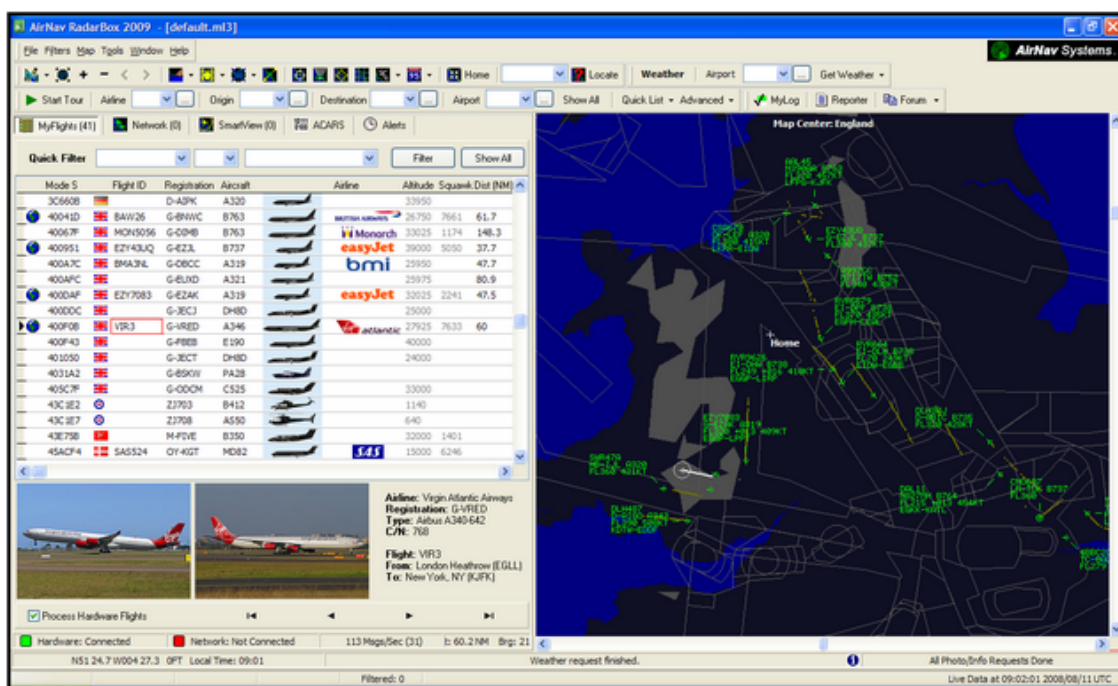 AirNav RadarBox 2009 - [default.ml3]
File Filters Map Tools Window Help
AirNav Systems.
Home Locate Weather Airport Get Weather
Start Tour Airline Origin Destination Airport Show All Quick List Advanced MyLog Reporter Forum
MyFlights (41) Network (0) SmartView (0) ACARS Alerts
Map Center: England
Quick Filter Filter Show All
Mode S Flight ID Registration Aircraft Airline Altitude Squawk Dist (NM)
3C660B D-AIPK A320 33950
40041D BAW26 G-BNWC B763 BRITISH AIRWAYS 26750 7661 61.7
40067F MON5056 G-DIMB B763 Monarch 33025 1174 148.3
400951 EZY43UQ G-EZJL B737 easyJet 39000 5050 37.7
400A7C BMA3NL G-DBCC A319 bmi 25950 47.7
400AFC G-EUXD A321 25975 80.9
400DAF EZY7083 G-EZAK A319 easyJet 32025 2241 47.5
400DDC G-JECJ DH8D 25000
400F0B VIR3 G-VRED A346 atlantic 27925 7633 60
400F43 G-FBEB E190 40000
401050 G-JECT DH8D 24000
4031A2 G-BSKW PA28
405C7F G-ODCM C525 33000
43C1E2 ZJ703 B412 1140
43C1E7 ZJ708 AS50 640
43E75B M-FIVE B350 32000 1401
45ACF4 SAS524 OY-KGT MD82 SAS 15000 6246
Home
Airline: Virgin Atlantic Airways
Registration: G-VRED
Type: Airbus A340-642
C/N: 768
Flight: VIR3
From: London Heathrow (EGLL)
To: New York, NY (KJFK)
Process Hardware Flights
Hardware: Connected Network: Not Connected 113 Msgs/Sec (31) t: 60.2 NM Brg: 21
N51 24.7 W004 27.3 0FT Local Time: 09:01 Weather request finished. All Photo/Info Requests Done
Filtered: 0 Live Data at 09:02:01 2008/08/11 UTC